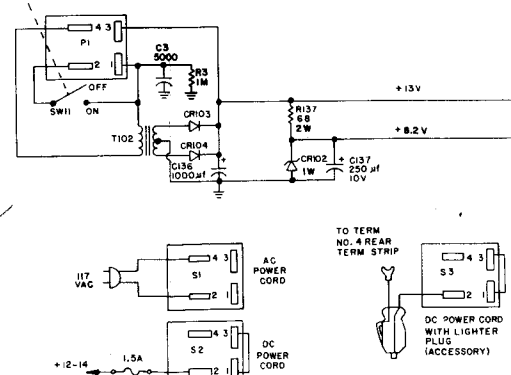 4 3
P1
2 1
C3
5000
R3
1M
OFF
SW11 ON
T102
CR103
CR104
C136
1000µf
+
+13V
R137
68
2W
+8.2V
CR102
1W
+ C137
250 µf
10V
117
VAC
4 3
S1
2 1
AC
POWER
CORD
TO TERM
NO. 4 REAR
TERM STRIP
4 3
S3
2 1
DC POWER CORD
WITH LIGHTER
PLUG
(ACCESSORY)
4 3
S2
2 1
DC
POWER
CORD
+12-14
1.5A